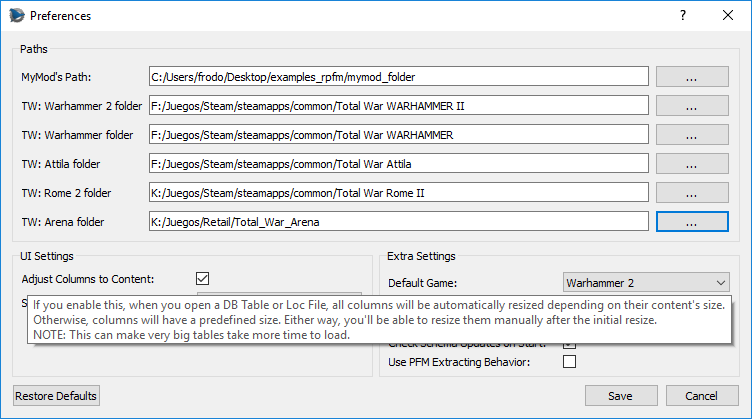 Preferences
?
Paths
MyMod's Path:
C:/Users/frodo/Desktop/examples_rpfm/mymod_folder
...
TW: Warhammer 2 folder
F:/Juegos/Steam/steamapps/common/Total War WARHAMMER II
...
TW: Warhammer folder
F:/Juegos/Steam/steamapps/common/Total War WARHAMMER
...
TW: Attila folder
F:/Juegos/Steam/steamapps/common/Total War Attila
...
TW: Rome 2 folder
K:/Juegos/Steam/steamapps/common/Total War Rome II
...
TW: Arena folder
K:/Juegos/Retail/Total_War_Arena
...
UI Settings
Adjust Columns to Content:
S
Extra Settings
Default Game:
Warhammer 2
If you enable this, when you open a DB Table or Loc File, all columns will be automatically resized depending on their content's size.
Otherwise, columns will have a predefined size. Either way, you'll be able to resize them manually after the initial resize.
NOTE: This can make very big tables take more time to load.
Check Schema Updates on Start:
Use PFM Extracting Behavior:
Restore Defaults
Save
Cancel